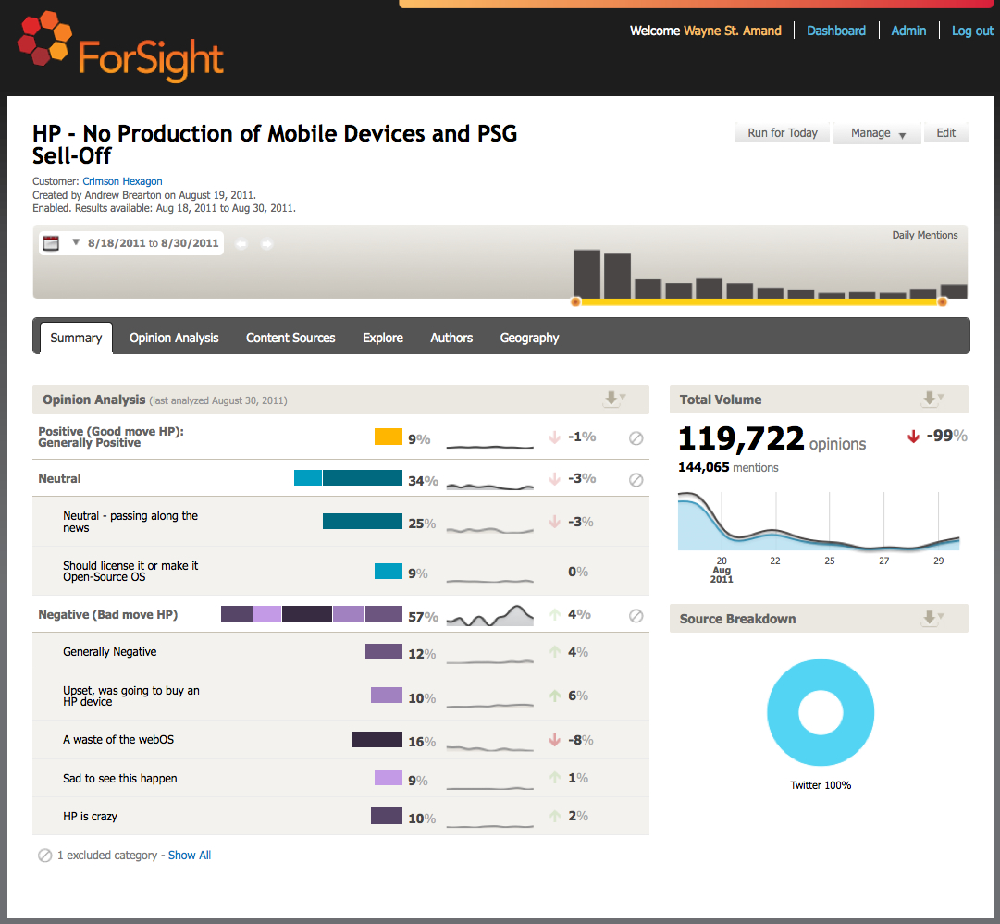 ForSight
Welcome Wayne St. Amand Dashboard Admin Log out
HP - No Production of Mobile Devices and PSG
Sell-Off
Run for Today Manage Edit
Customer: Crimson Hexagon
Created by Andrew Brearton on August 19, 2011.
Enabled. Results available: Aug 18, 2011 to Aug 30, 2011.
8/18/2011 to 8/30/2011
Daily Mentions
Summary Opinion Analysis Content Sources Explore Authors Geography
Opinion Analysis (last analyzed August 30, 2011)
Positive (Good move HP):
Generally Positive
9% -1%
Neutral 34% -3%
Neutral - passing along the
news
25% -3%
Should license it or make it
Open-Source OS
9% 0%
Negative (Bad move HP) 57% 4%
Generally Negative 12% 4%
Upset, was going to buy an
HP device
10% 6%
A waste of the webOS 16% -8%
Sad to see this happen 9% 1%
HP is crazy 10% 2%
1 excluded category - Show All
Total Volume
119,722 opinions -99%
144,065 mentions
20 22 25 27 29
Aug
2011
Source Breakdown
Twitter 100%